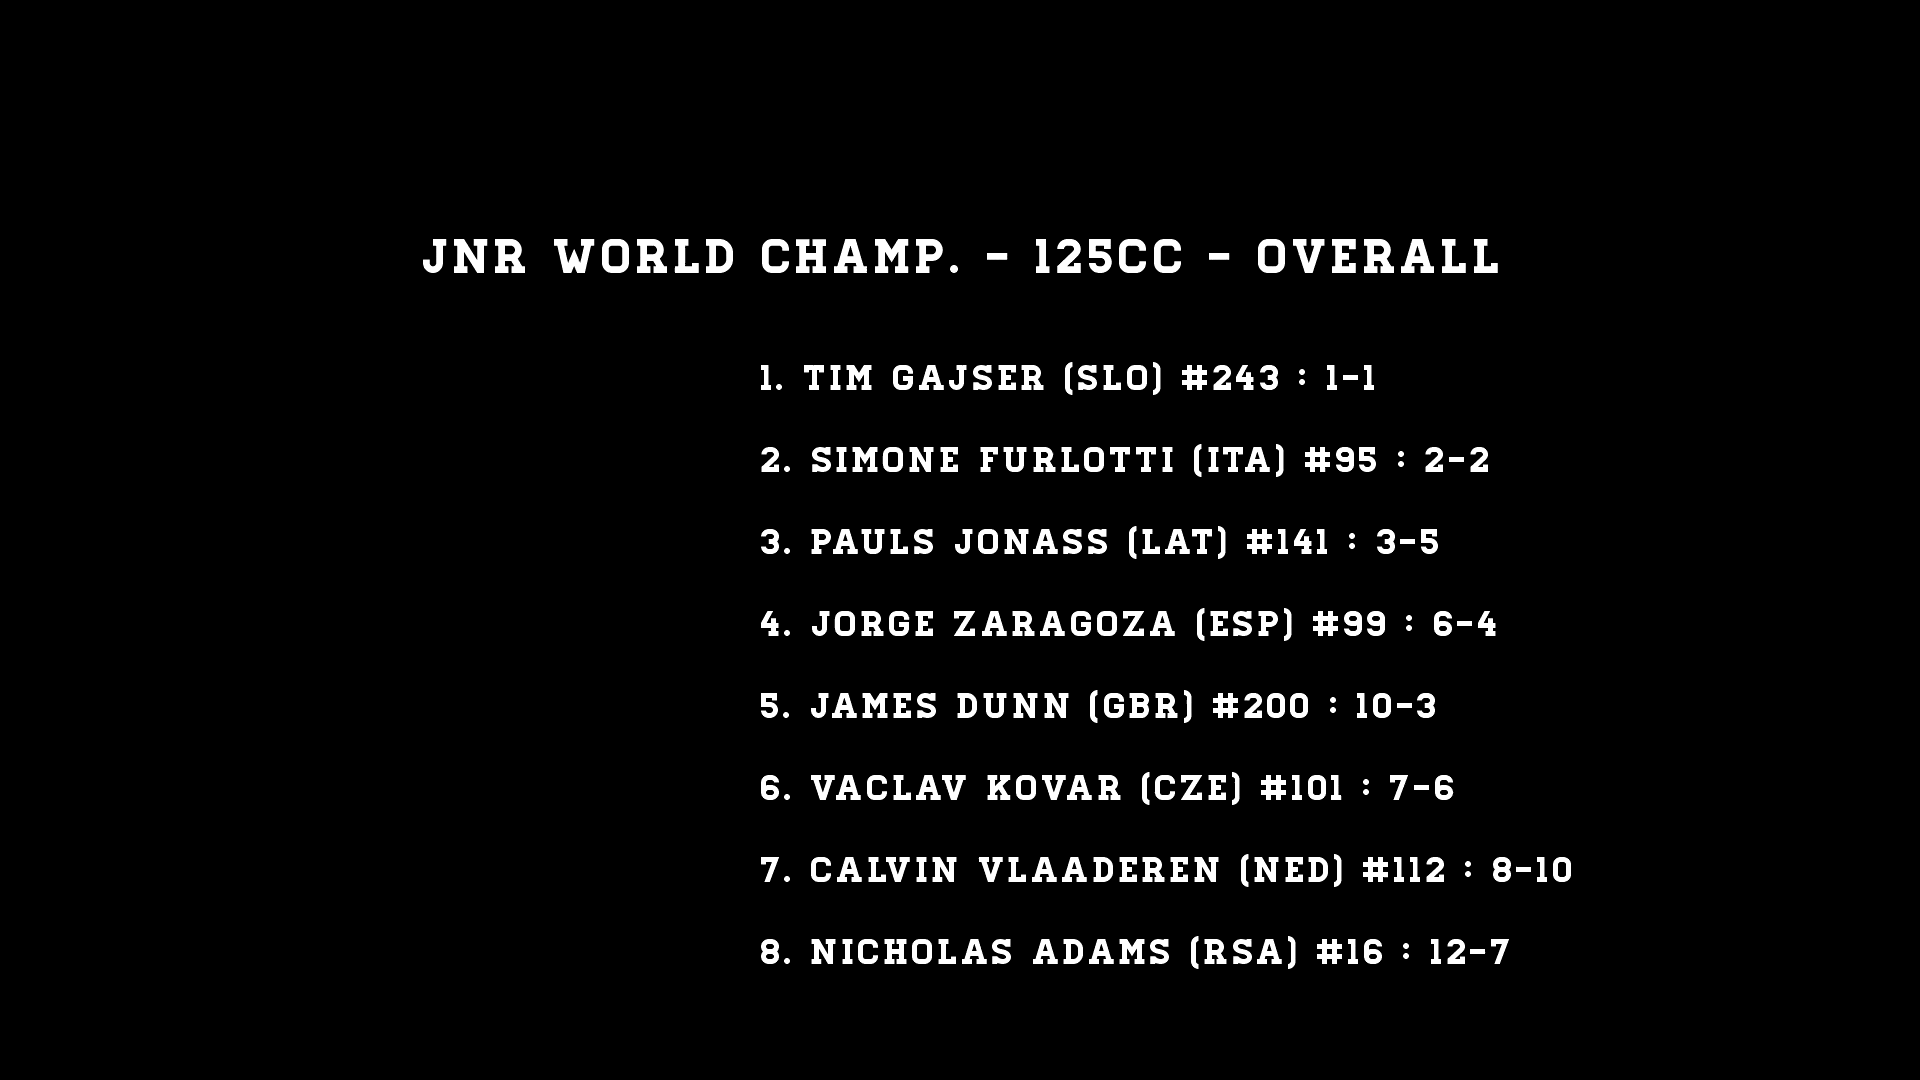 JNR WORLD CHAMP. - 125CC - OVERALL
1. TIM GAJSER (SLO) #243 : 1-1
2. SIMONE FURLOTTI (ITA) #95 : 2-2
3. PAULS JONASS (LAT) #141 : 3-5
4. JORGE ZARAGOZA (ESP) #99 : 6-4
5. JAMES DUNN (GBR) #200 : 10-3
6. VACLAV KOVAR (CZE) #101 : 7-6
7. CALVIN VLAADEREN (NED) #112 : 8-10
8. NICHOLAS ADAMS (RSA) #16 : 12-7